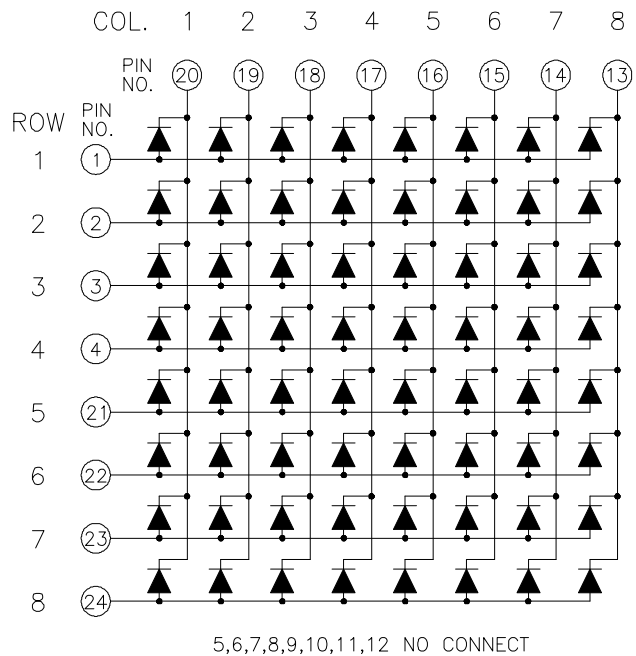 COL. 1 2 3 4 5 6 7 8
PIN NO. 20 19 18 17 16 15 14 13
ROW PIN NO.
1 1
2 2
3 3
4 4
5 21
6 22
7 23
8 24
5,6,7,8,9,10,11,12 NO CONNECT